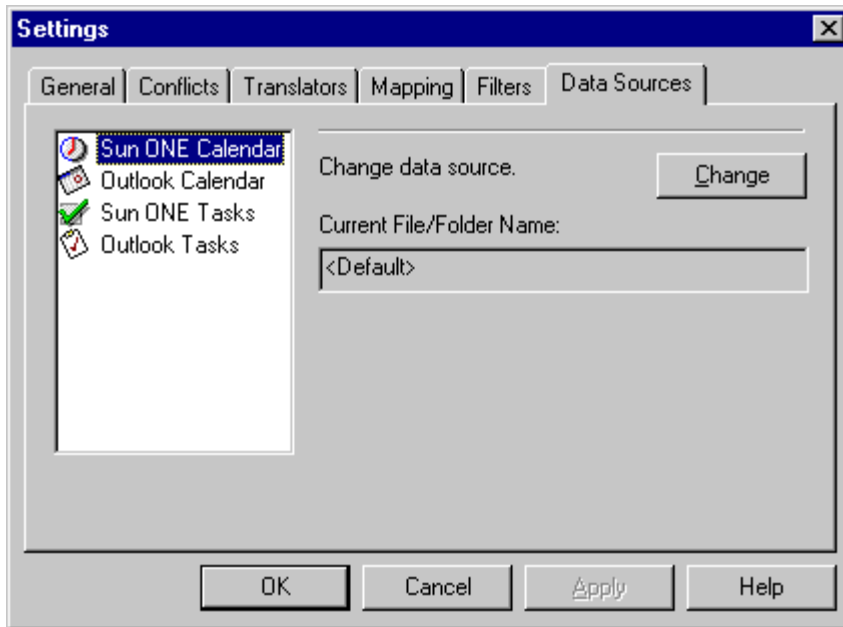 Settings
General Conflicts Translators Mapping Filters Data Sources
Sun ONE Calendar
Outlook Calendar
Sun ONE Tasks
Outlook Tasks
Change data source.
Change
Current File/Folder Name:
<Default>
OK Cancel Apply Help